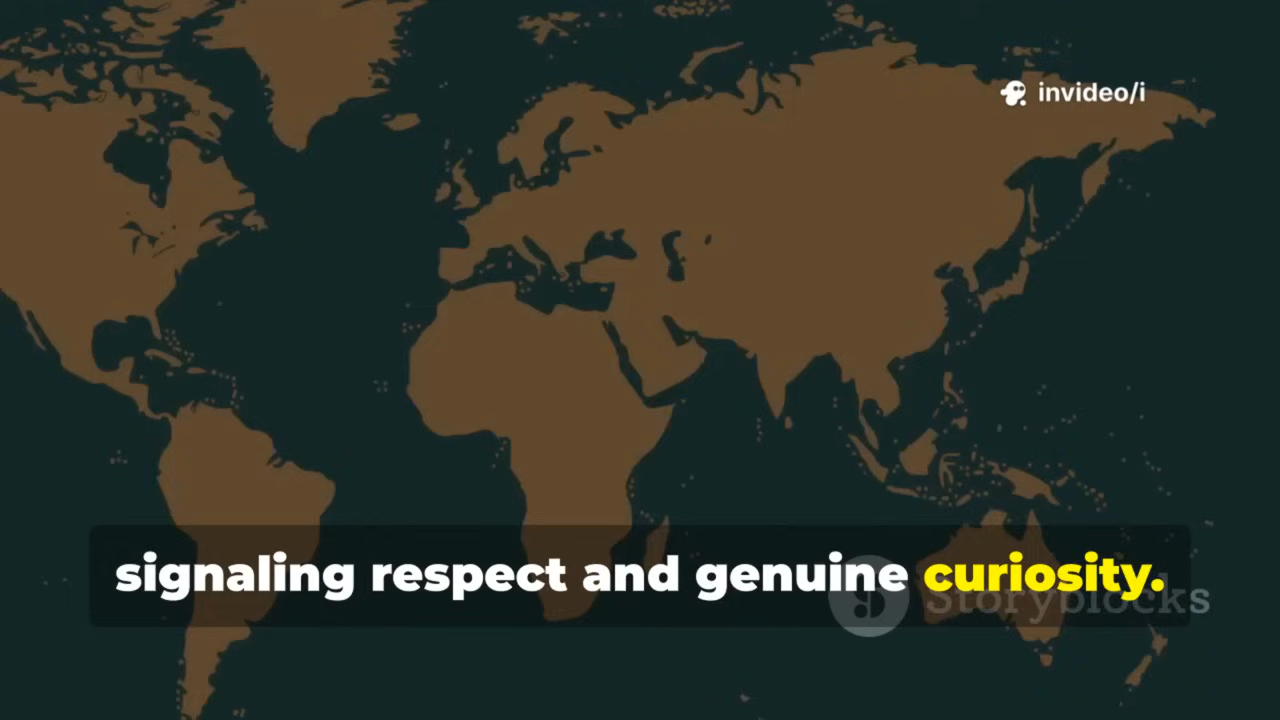 invideo/i
signaling respect and genuine curiosity.
Storyblocks